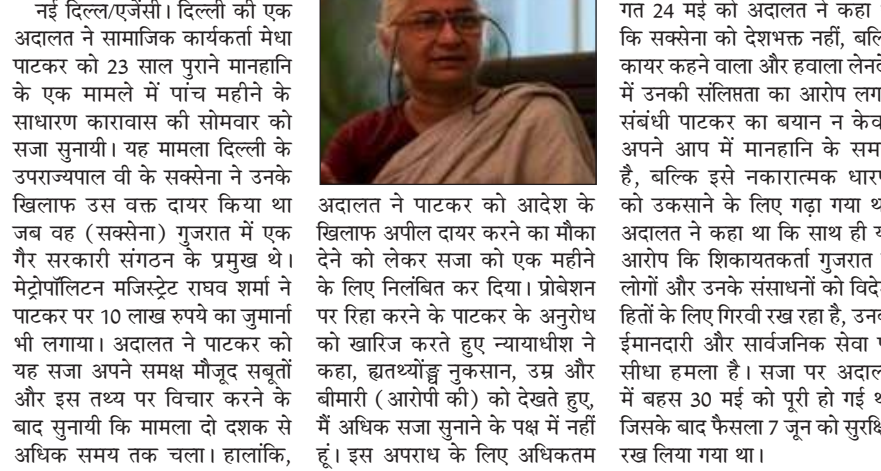 नई दिल्ल/एजेंसी। दिल्ली की एक
अदालत ने सामाजिक कार्यकर्ता मेधा
पाटकर को 23 साल पुराने मानहानि
के एक मामले में पांच महीने के
साधारण कारावास की सोमवार को
सजा सुनायी। यह मामला दिल्ली के
उपराज्यपाल वी के सक्सेना ने उनके
खिलाफ उस वक्त दायर किया था
जब वह (सक्सेना) गुजरात में एक
गैर सरकारी संगठन के प्रमुख थे।
मेट्रोपॉलिटन मजिस्ट्रेट राघव शर्मा ने
पाटकर पर 10 लाख रुपये का जुमार्ना
भी लगाया। अदालत ने पाटकर को
यह सजा अपने समक्ष मौजूद सबूतों
और इस तथ्य पर विचार करने के
बाद सुनायी कि मामला दो दशक से
अधिक समय तक चला। हालांकि,
अदालत ने पाटकर को आदेश के
खिलाफ अपील दायर करने का मौका
देने को लेकर सजा को एक महीने
के लिए निलंबित कर दिया। प्रोबेशन
पर रिहा करने के पाटकर के अनुरोध
को खारिज करते हुए न्यायाधीश ने
कहा, ह्यतथ्योंङ्घ नुकसान, उम्र और
बीमारी (आरोपी की) को देखते हुए,
मैं अधिक सजा सुनाने के पक्ष में नहीं
हूं। इस अपराध के लिए अधिकतम
गत 24 मई को अदालत ने कहा
कि सक्सेना को देशभक्त नहीं, बल्
कायर कहने वाला और हवाला
में उनकी संलिप्तता का आरोप
संबंधी पाटकर का बयान न
अपने आप में मानहानि के
है, बल्कि इसे नकारात्मक
को उकसाने के लिए गढ़ा गया
अदालत ने कहा था कि साथ ही
आरोप कि शिकायतकर्ता गुजरात
लोगों और उनके संसाधनों को
हितों के लिए गिरवी रख रहा है,
ईमानदारी और सार्वजनिक सेवा
सीधा हमला है। सजा पर
में बहस 30 मई को पूरी हो गई
जिसके बाद फैसला 7 जून को
रख लिया गया था।